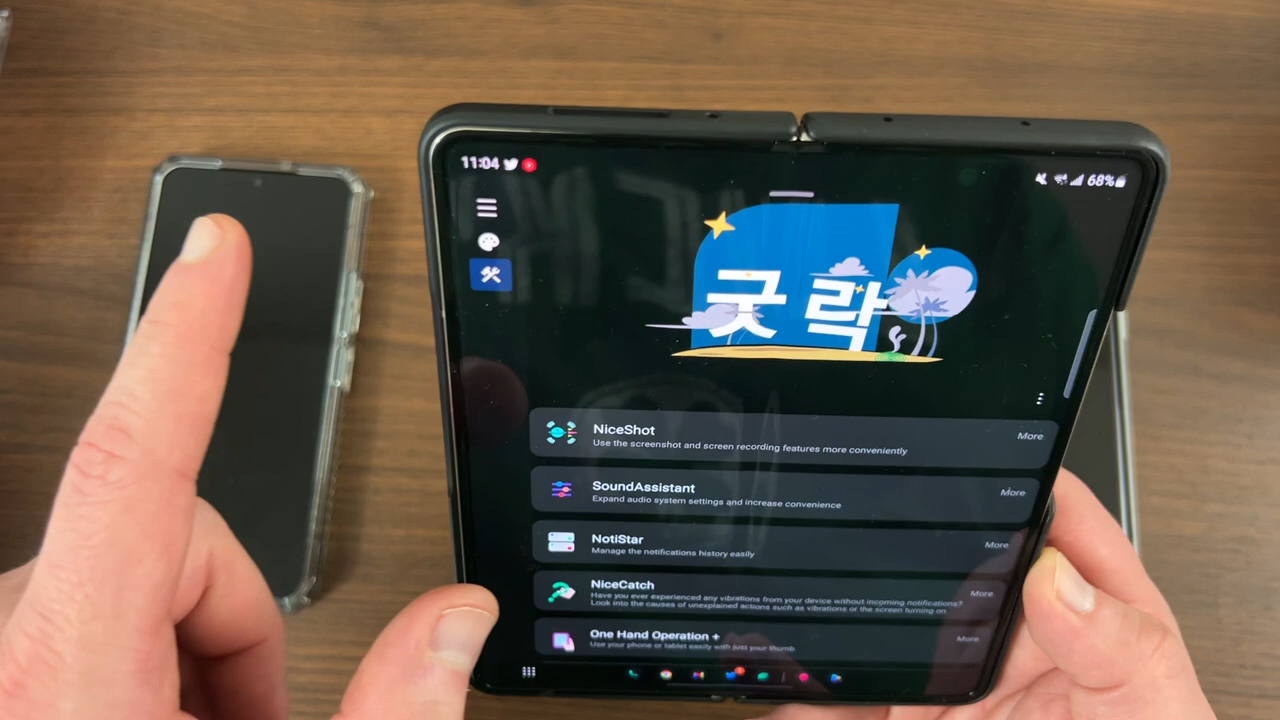 11:04
68%
굿 락
NiceShot
Use the screenshot and screen recording features more conveniently
More
SoundAssistant
Expand audio system settings and increase convenience
More
NotiStar
Manage the notifications history easily
More
NiceCatch
Have you ever experienced any vibrations from your device without incoming notifications?
Look into the causes of unexplained actions such as vibrations or the screen turning on
More
One Hand Operation +
Use your phone or tablet easily with just your thumb
More